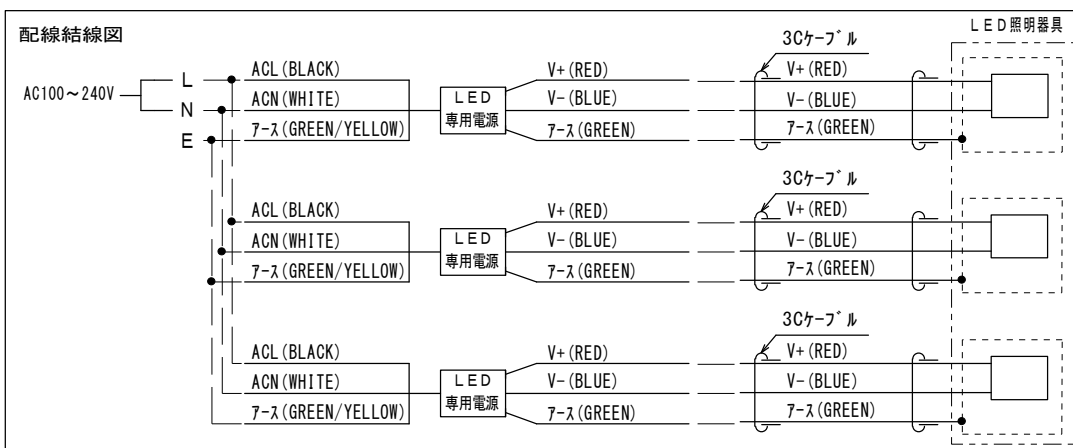 配線結線図
LED照明器具
AC100～240V
L
N
E
ACL(BLACK)
ACN(WHITE)
アース(GREEN/YELLOW)
LED
専用電源
V+(RED)
V-(BLUE)
アース(GREEN)
3Cケーブル
V+(RED)
V-(BLUE)
アース(GREEN)
ACL(BLACK)
ACN(WHITE)
アース(GREEN/YELLOW)
LED
専用電源
V+(RED)
V-(BLUE)
アース(GREEN)
3Cケーブル
V+(RED)
V-(BLUE)
アース(GREEN)
ACL(BLACK)
ACN(WHITE)
アース(GREEN/YELLOW)
LED
専用電源
V+(RED)
V-(BLUE)
アース(GREEN)
3Cケーブル
V+(RED)
V-(BLUE)
アース(GREEN)